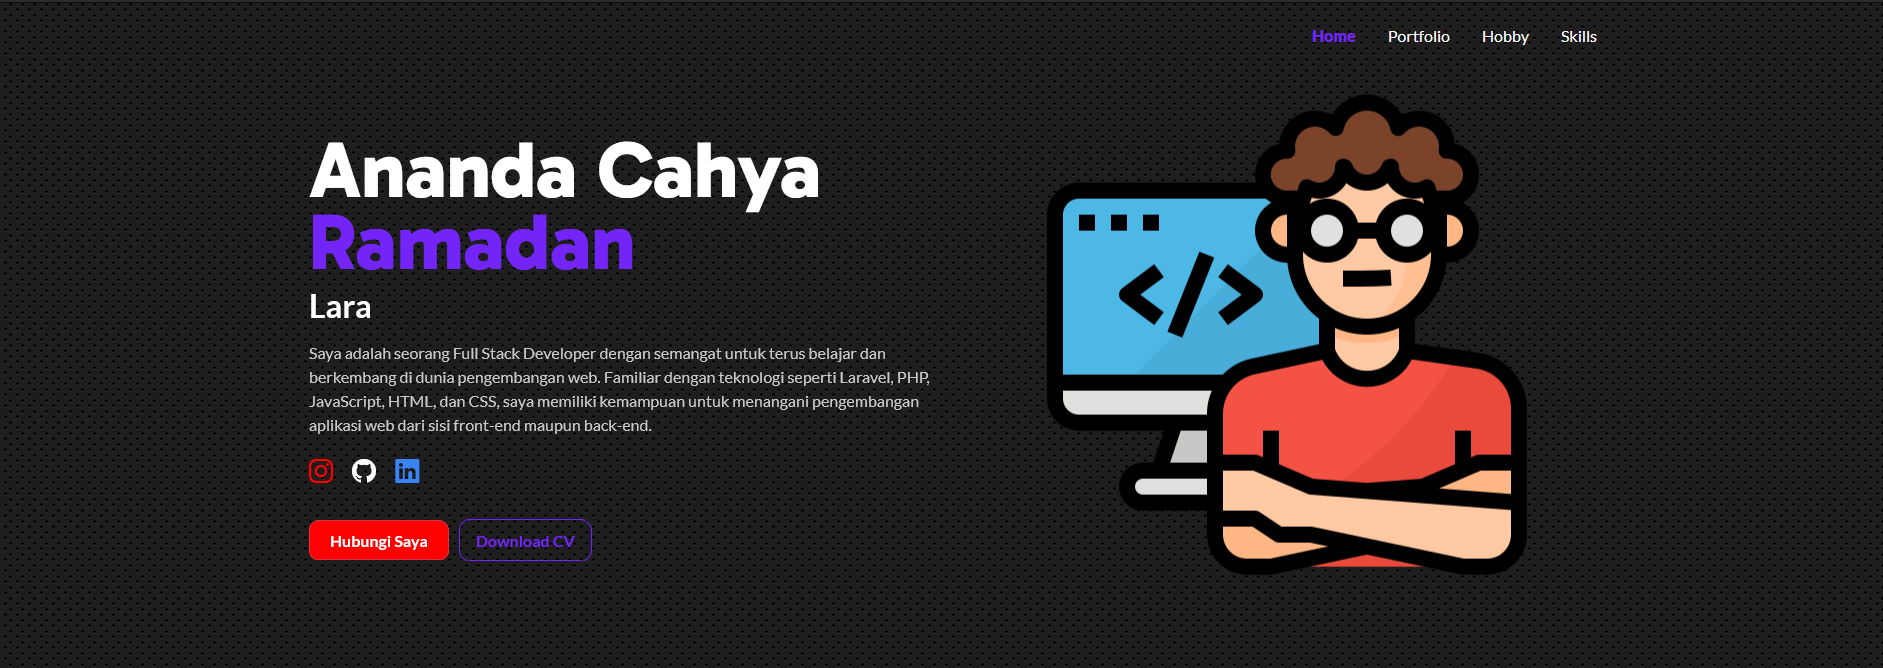 Home Portfolio Hobby Skills
Ananda Cahya
Ramadan
Lara
Saya adalah seorang Full Stack Developer dengan semangat untuk terus belajar dan
berkembang di dunia pengembangan web. Familiar dengan teknologi seperti Laravel, PHP,
JavaScript, HTML, dan CSS, saya memiliki kemampuan untuk menangani pengembangan
aplikasi web dari sisi front-end maupun back-end.
in
Hubungi Saya Download CV